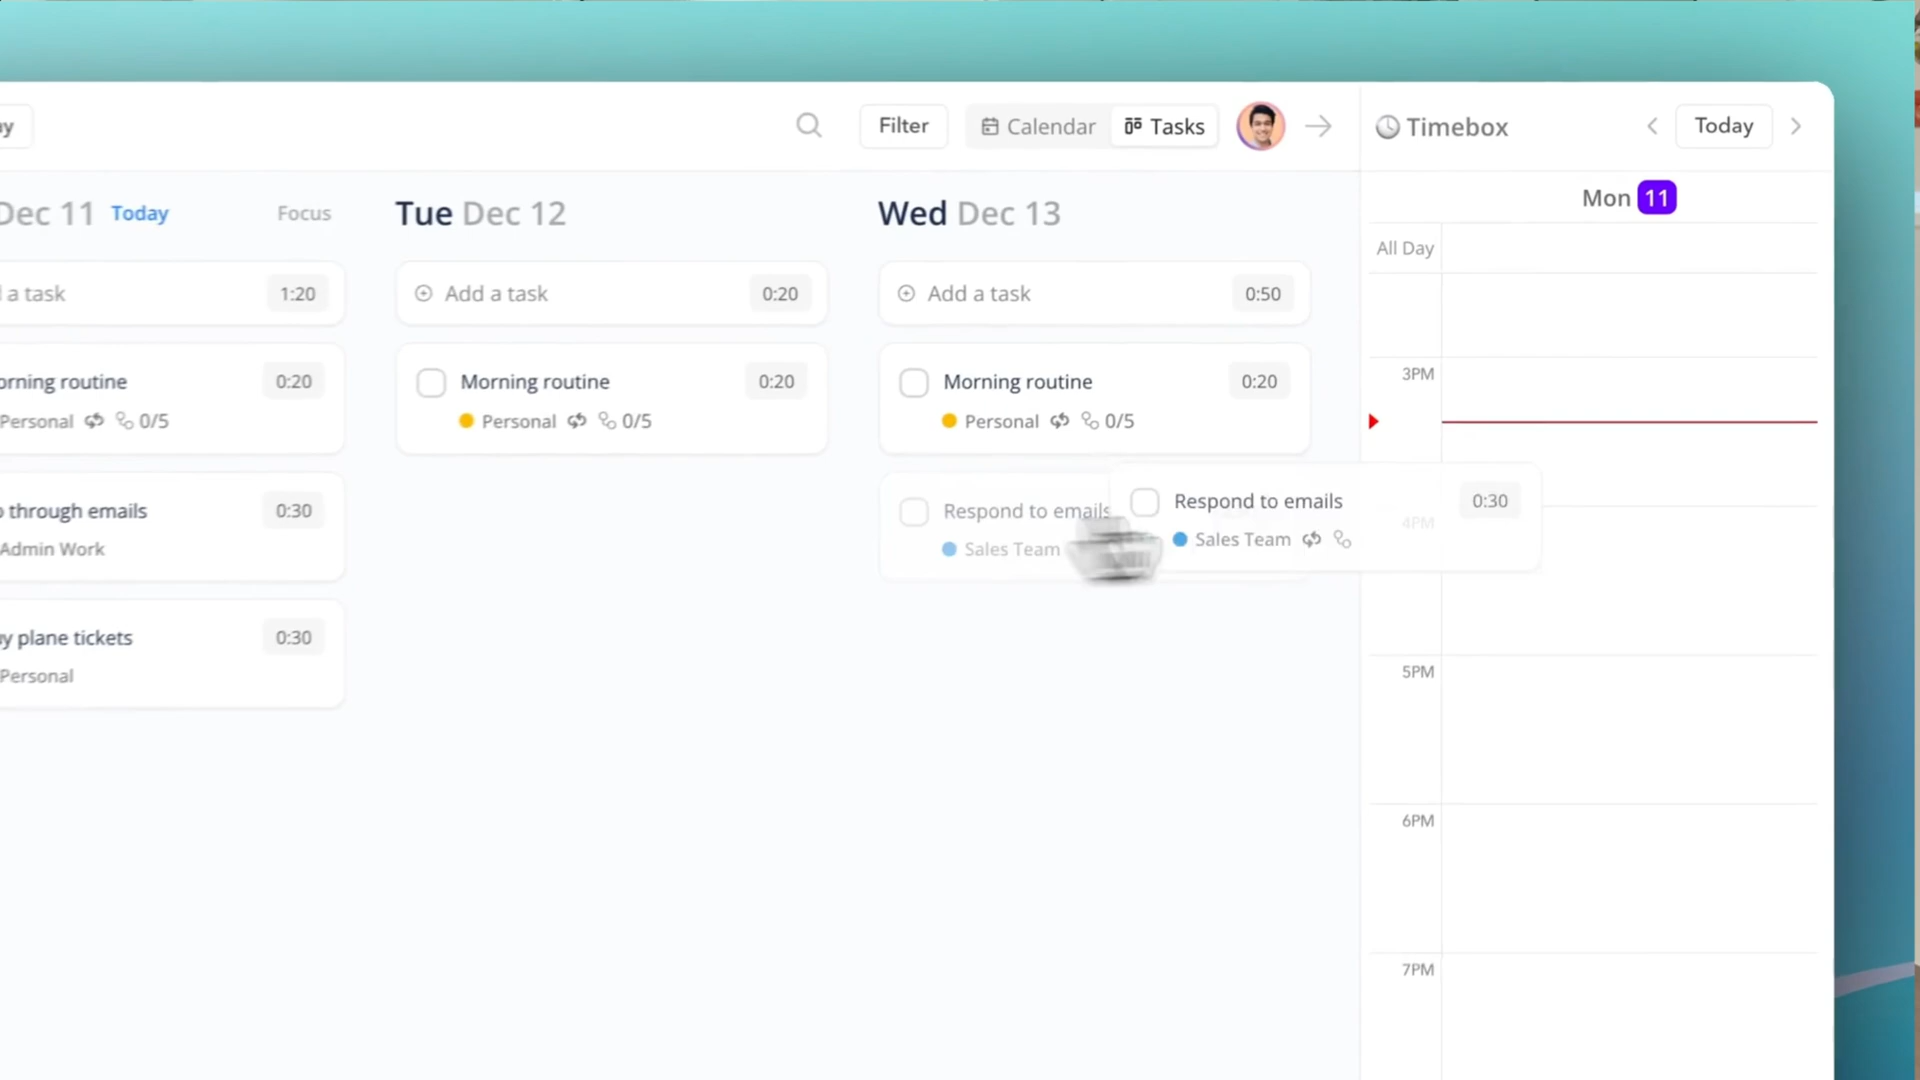 Filter
Calendar
Tasks
Timebox
Today
Dec 11 Today Focus
a task 1:20
orning routine 0:20
Personal 0/5
through emails 0:30
Admin Work
y plane tickets 0:30
Personal
Tue Dec 12
Add a task 0:20
Morning routine 0:20
Personal 0/5
Wed Dec 13
Add a task 0:50
Morning routine 0:20
Personal 0/5
Respond to emails
Sales Team
Respond to emails 0:30
Sales Team
Mon 11
All Day
3PM
4PM
5PM
6PM
7PM